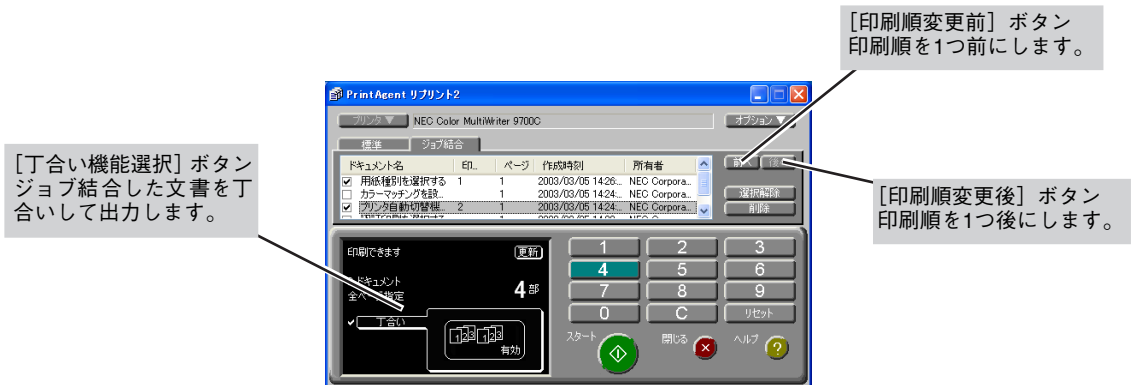 [印刷順変更前] ボタン
印刷順を1つ前にします。
PrintAgent リプリント2
プリンタ▼ NEC Color MultiWriter 9700C オプション▼
標準 ジョブ結合
ドキュメント名 印... ページ 作成時刻 所有者
用紙種別を選択する 1 1 2003/03/05 14:26... NEC Corpora...
カラーマッチングを設... 1 2003/03/05 14:24... NEC Corpora...
プリンタ自動切替機... 2 1 2003/03/05 14:24... NEC Corpora...
選択解除
削除
[丁合い機能選択] ボタン
ジョブ結合した文書を丁
合いして出力します。
[印刷順変更後] ボタン
印刷順を1つ後にします。
印刷できます 更新
ドキュメント
4部
丁合い
123 123
有効
1 2 3
4 5 6
7 8 9
0 C リセット
スタート 閉じる ヘルプ
× ?